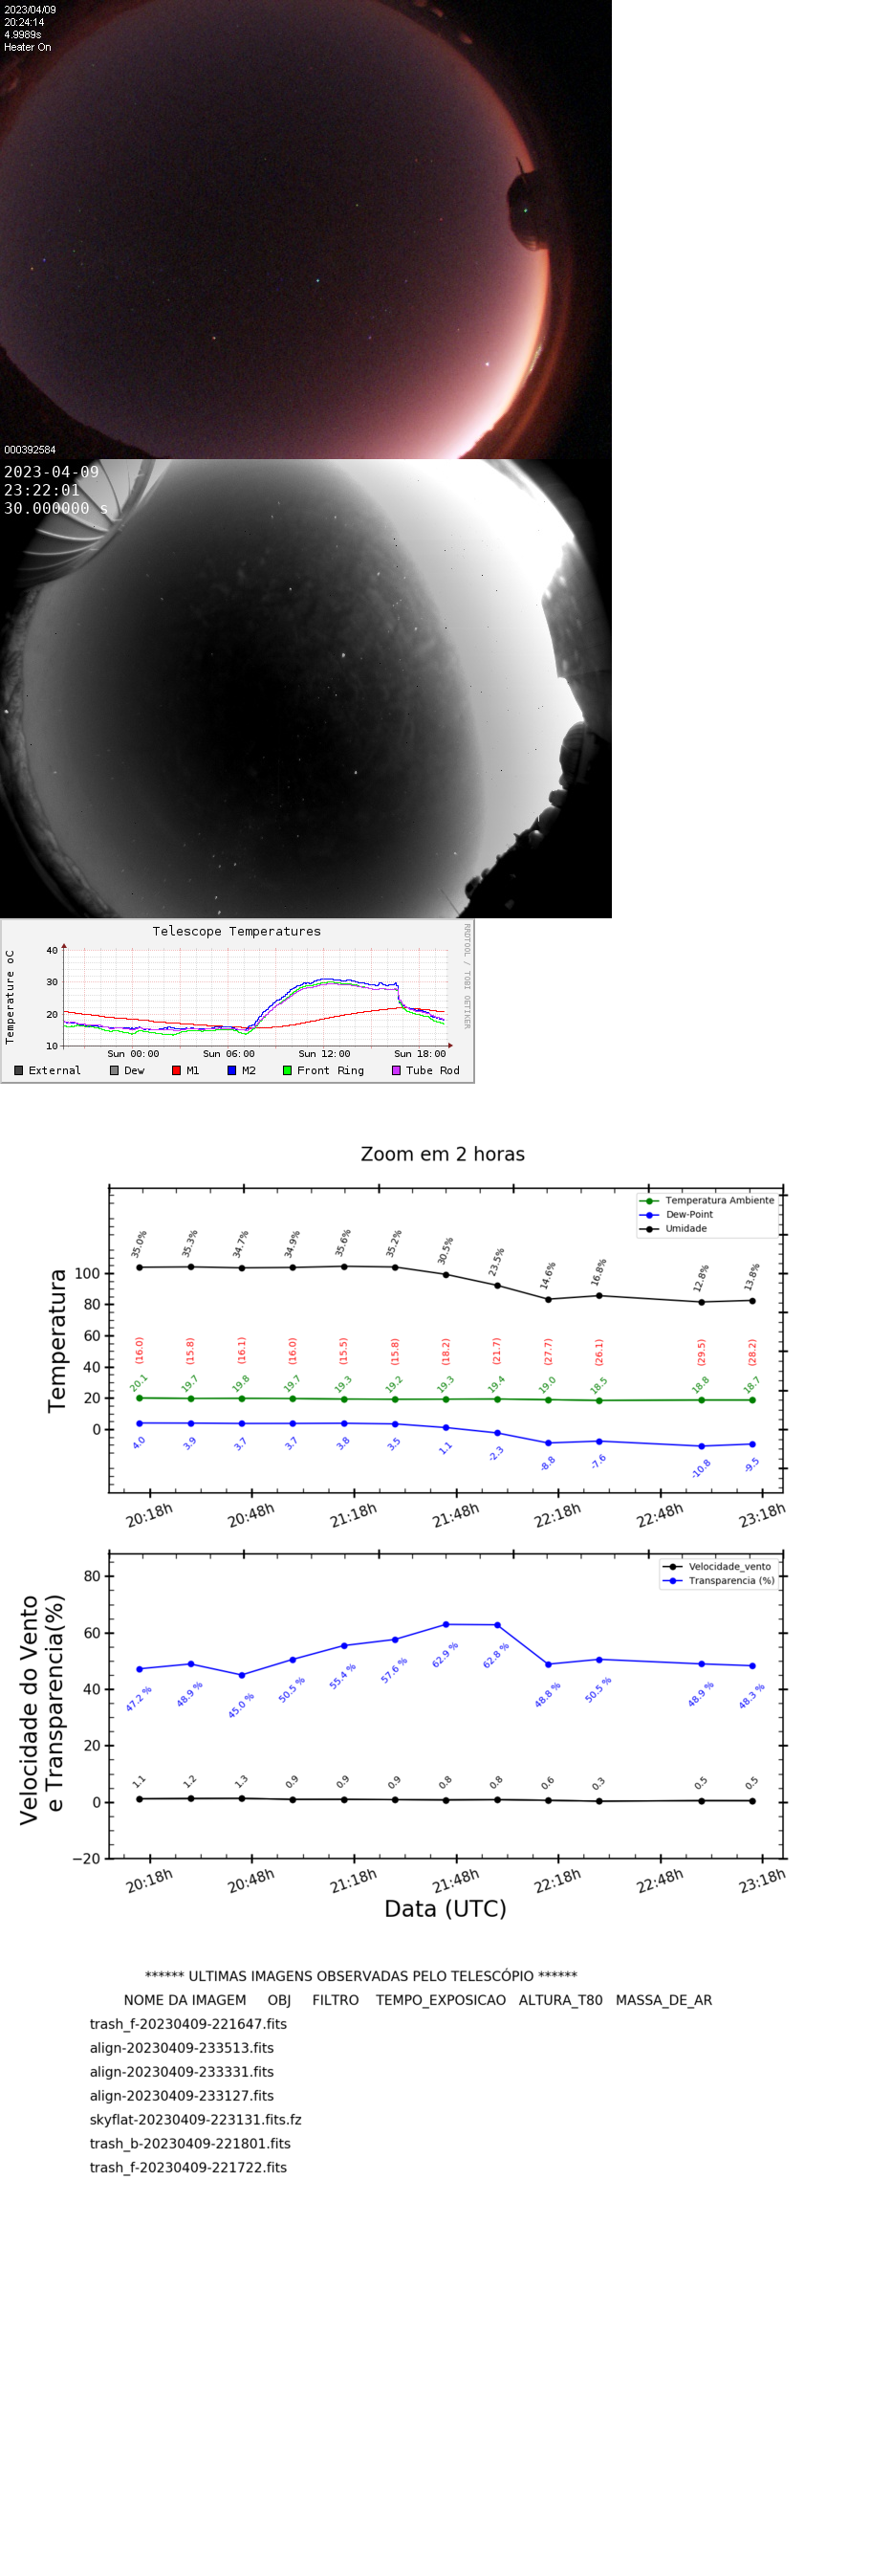 2023/04/09
20:24:14
4.9989s
Heater On
000392584
2023-04-09
23:22:01
30.000000 s
Telescope Temperatures
RRDTOOL / TOBI OETIKER
Temperature oC
40
30
20
10
Sun 00:00 Sun 06:00 Sun 12:00 Sun 18:00
External Dew M1 M2 Front Ring Tube Rod
Zoom em 2 horas
Temperatura Ambiente
Dew-Point
Umidade
35.0% 35.3% 34.7% 34.9% 35.6% 35.2% 30.5% 23.5% 14.6% 16.8% 12.8% 13.8%
Temperatura
100
80
60
40
20
0
(16.0) (15.8) (16.1) (16.0) (15.5) (15.8) (18.2) (21.7) (27.7) (26.1) (29.5) (28.2)
20.1 19.7 19.8 19.7 19.3 19.2 19.3 19.4 19.0 18.5 18.8 18.7
4.0 3.9 3.7 3.7 3.8 3.5 1.1 -2.3 -8.8 -7.6 -10.8 -9.5
20:18h 20:48h 21:18h 21:48h 22:18h 22:48h 23:18h
Velocidade_vento
Transparencia (%)
Velocidade do Vento
e Transparencia(%)
80
60
40
20
0
−20
47.2 % 48.9 % 45.0 % 50.5 % 55.4 % 57.6 % 62.9 % 62.8 % 48.8 % 50.5 % 48.9 % 48.3 %
1.1 1.2 1.3 0.9 0.9 0.9 0.8 0.8 0.6 0.3 0.5 0.5
20:18h 20:48h 21:18h 21:48h 22:18h 22:48h 23:18h
Data (UTC)
****** ULTIMAS IMAGENS OBSERVADAS PELO TELESCÓPIO ******
NOME DA IMAGEM OBJ FILTRO TEMPO_EXPOSICAO ALTURA_T80 MASSA_DE_AR
trash_f-20230409-221647.fits
align-20230409-233513.fits
align-20230409-233331.fits
align-20230409-233127.fits
skyflat-20230409-223131.fits.fz
trash_b-20230409-221801.fits
trash_f-20230409-221722.fits